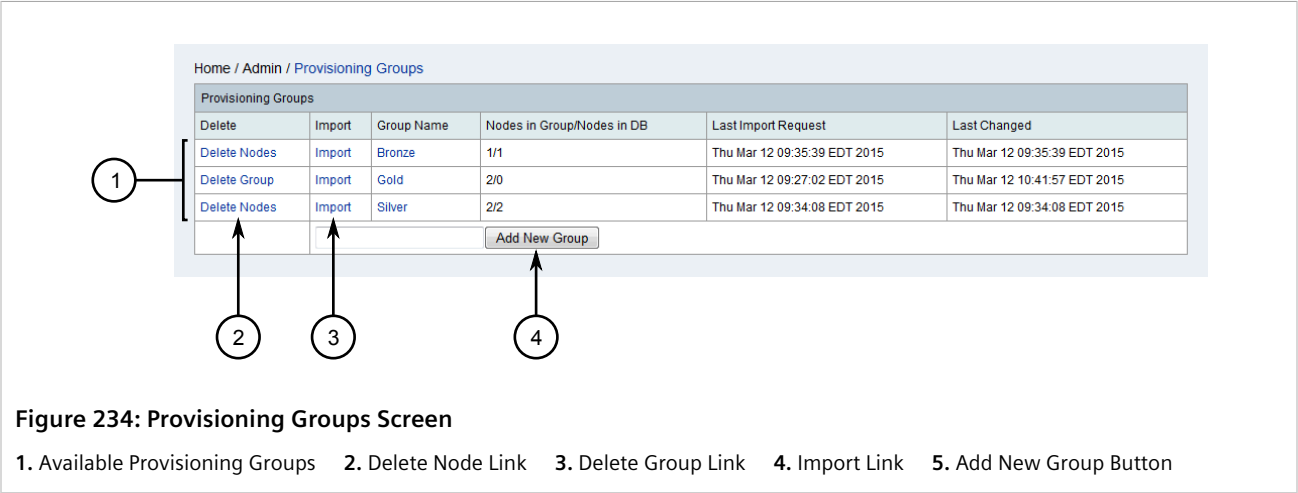 Home / Admin / Provisioning Groups
Provisioning Groups
Delete Import Group Name Nodes in Group/Nodes in DB Last Import Request Last Changed
Delete Nodes Import Bronze 1/1 Thu Mar 12 09:35:39 EDT 2015 Thu Mar 12 09:35:39 EDT 2015
1
Delete Group Import Gold 2/0 Thu Mar 12 09:27:02 EDT 2015 Thu Mar 12 10:41:57 EDT 2015
Delete Nodes Import Silver 2/2 Thu Mar 12 09:34:08 EDT 2015 Thu Mar 12 09:34:08 EDT 2015
Add New Group
2 3 4
Figure 234: Provisioning Groups Screen
1. Available Provisioning Groups 2. Delete Node Link 3. Delete Group Link 4. Import Link 5. Add New Group Button